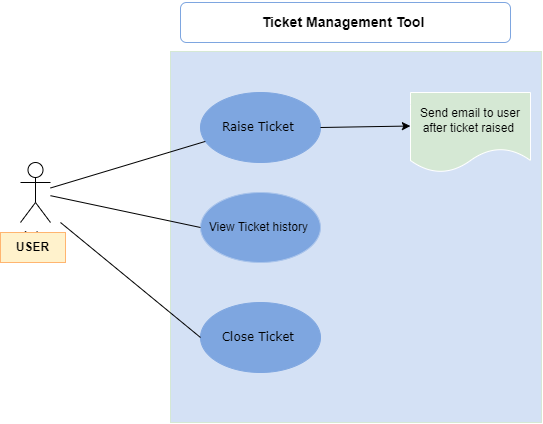 Ticket Management Tool
Raise Ticket
Send email to user
after ticket raised
View Ticket history
USER
Close Ticket